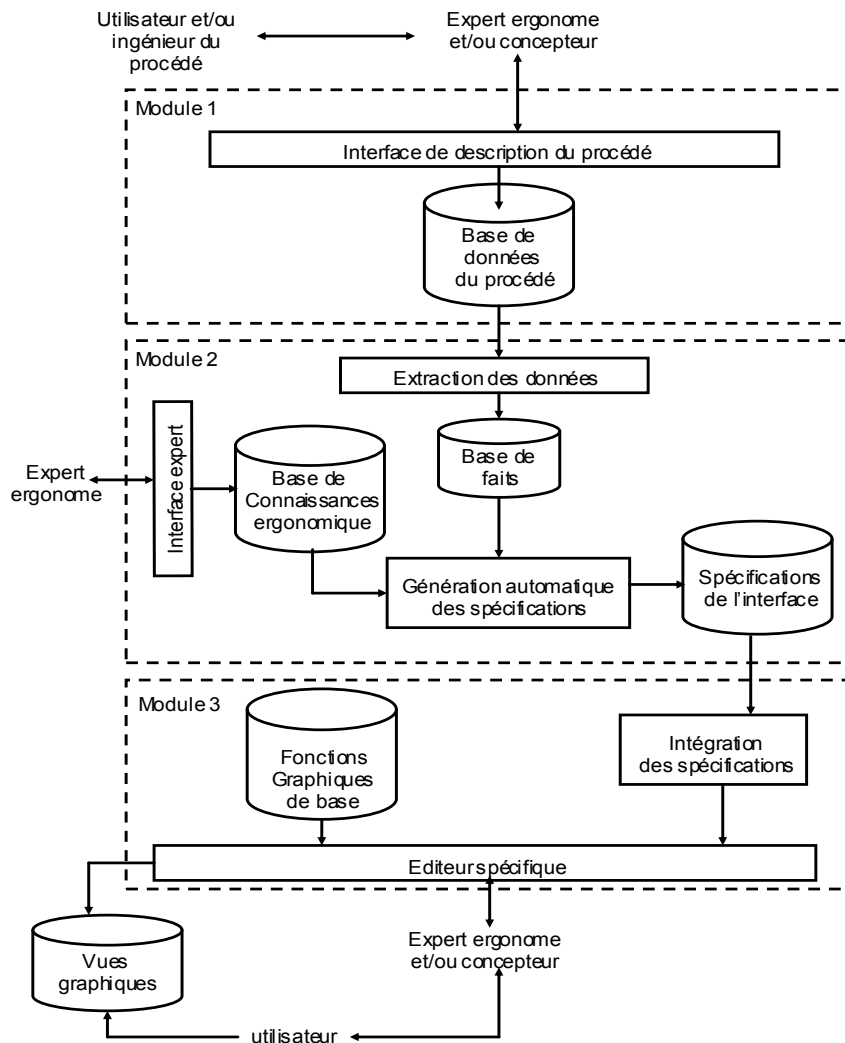 Utilisateur et/ou
ingénieur du
procédé
Expert ergonome
et/ou concepteur
Module 1
Interface de description du procédé
Base de
données
du procédé
Module 2
Extraction des données
Interface expert
Expert
ergonome
Base de
Connaissances
ergonomique
Base de
faits
Génération automatique
des spécifications
Spécifications
de l'interface
Module 3
Fonctions
Graphiques
de base
Intégration
des spécifications
Editeur spécifique
Vues
graphiques
Expert ergonome
et/ou concepteur
utilisateur